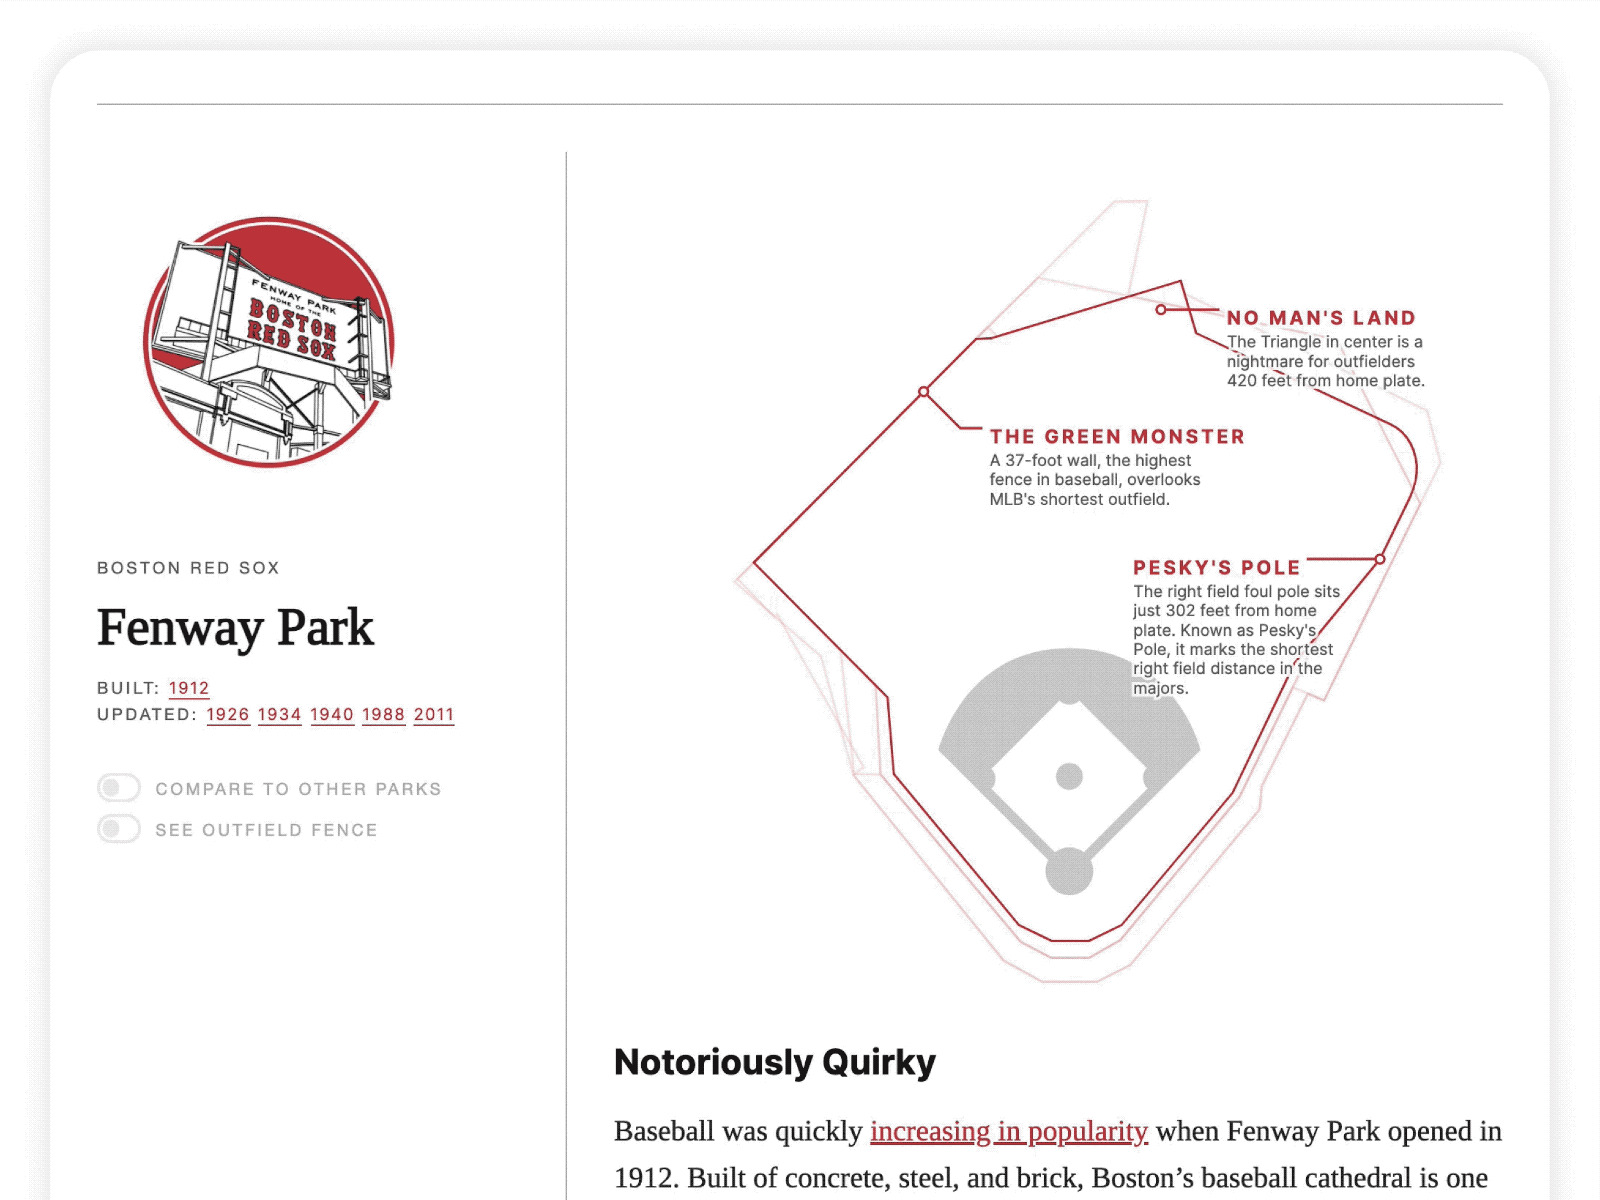 FENWAY PARK
HOME OF THE
BOSTON
RED SOX
BOSTON RED SOX
Fenway Park
BUILT: 1912
UPDATED: 1926 1934 1940 1988 2011
COMPARE TO OTHER PARKS
SEE OUTFIELD FENCE
NO MAN'S LAND
The Triangle in center is a
nightmare for outfielders
420 feet from home plate.
THE GREEN MONSTER
A 37-foot wall, the highest
fence in baseball, overlooks
MLB's shortest outfield.
PESKY'S POLE
The right field foul pole sits
just 302 feet from home
plate. Known as Pesky's
Pole, it marks the shortest
right field distance in the
majors.
Notoriously Quirky
Baseball was quickly increasing in popularity when Fenway Park opened in
1912. Built of concrete, steel, and brick, Boston’s baseball cathedral is one